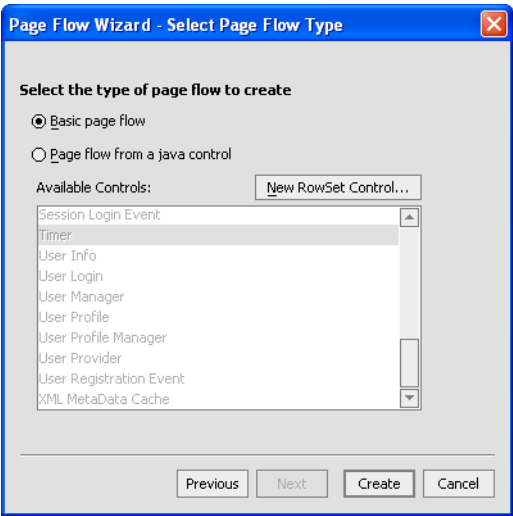 Page Flow Wizard - Select Page Flow Type
Select the type of page flow to create
Basic page flow
Page flow from a java control
Available Controls:
New RowSet Control...
Session Login Event
Timer
User Info
User Login
User Manager
User Profile
User Profile Manager
User Provider
User Registration Event
XML MetaData Cache
Previous
Next
Create
Cancel